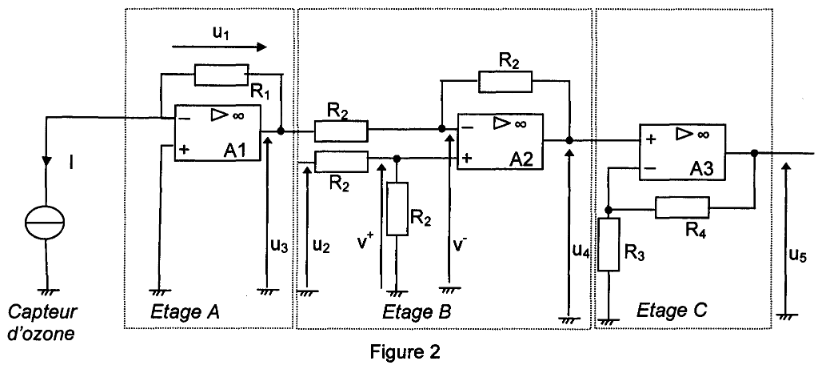 u1
R1
▷ ∞
−
+
A1
I
u3
Capteur
d'ozone
Etage A
R2
R2
R2
R2
▷ ∞
−
+
A2
u2
v+
v-
u4
Etage B
▷ ∞
+
−
A3
R4
R3
u5
Etage C
Figure 2